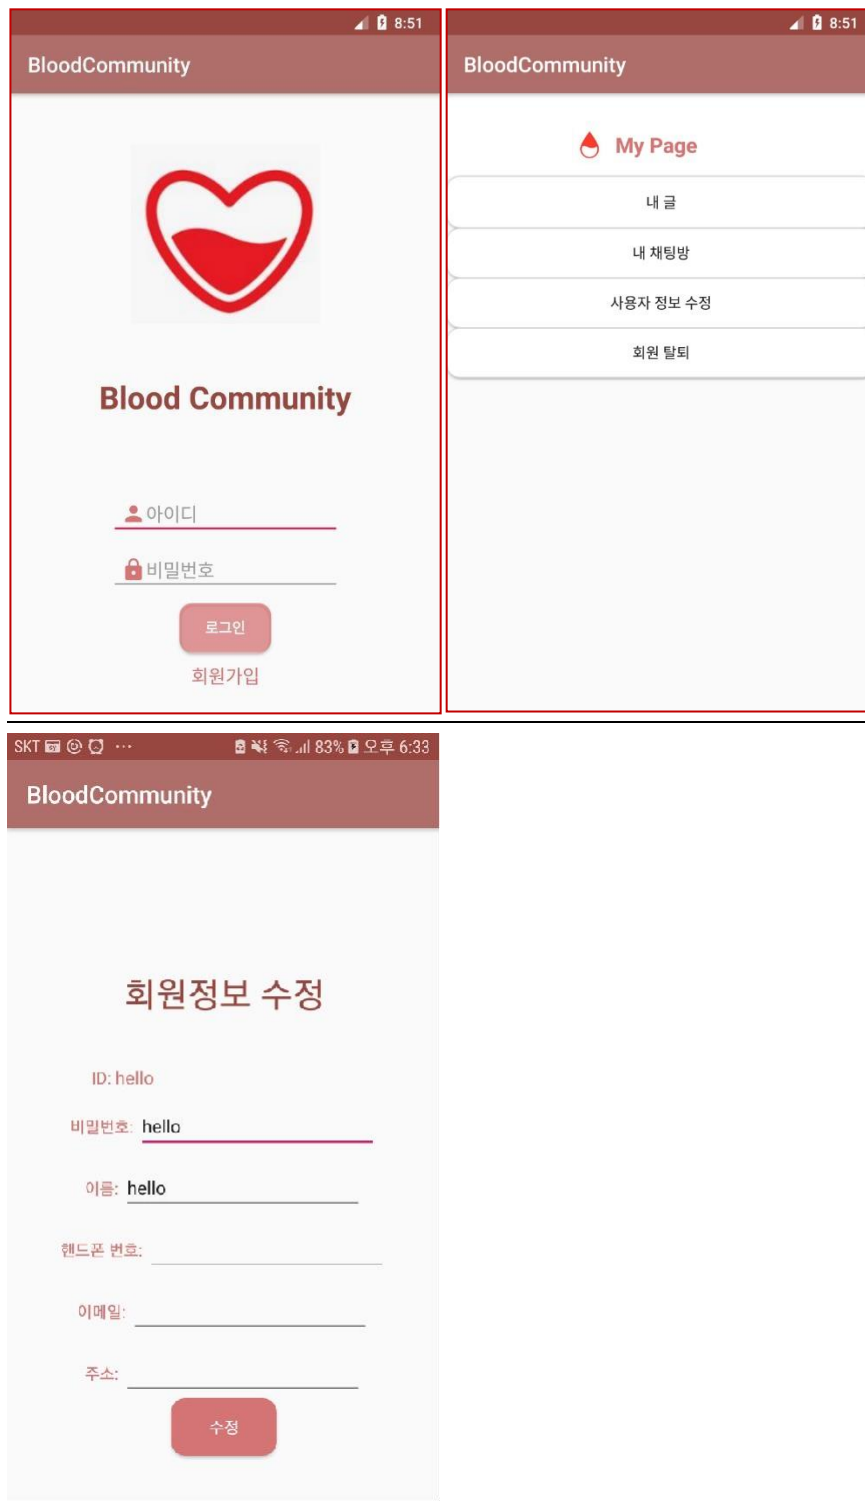 8:51
BloodCommunity
Blood Community
아이디
비밀번호
로그인
회원가입
8:51
BloodCommunity
My Page
내 글
내 채팅방
사용자 정보 수정
회원 탈퇴
SKT ··· 83% 오후 6:33
BloodCommunity
회원정보 수정
ID: hello
비밀번호: hello
이름: hello
핸드폰 번호:
이메일:
주소:
수정